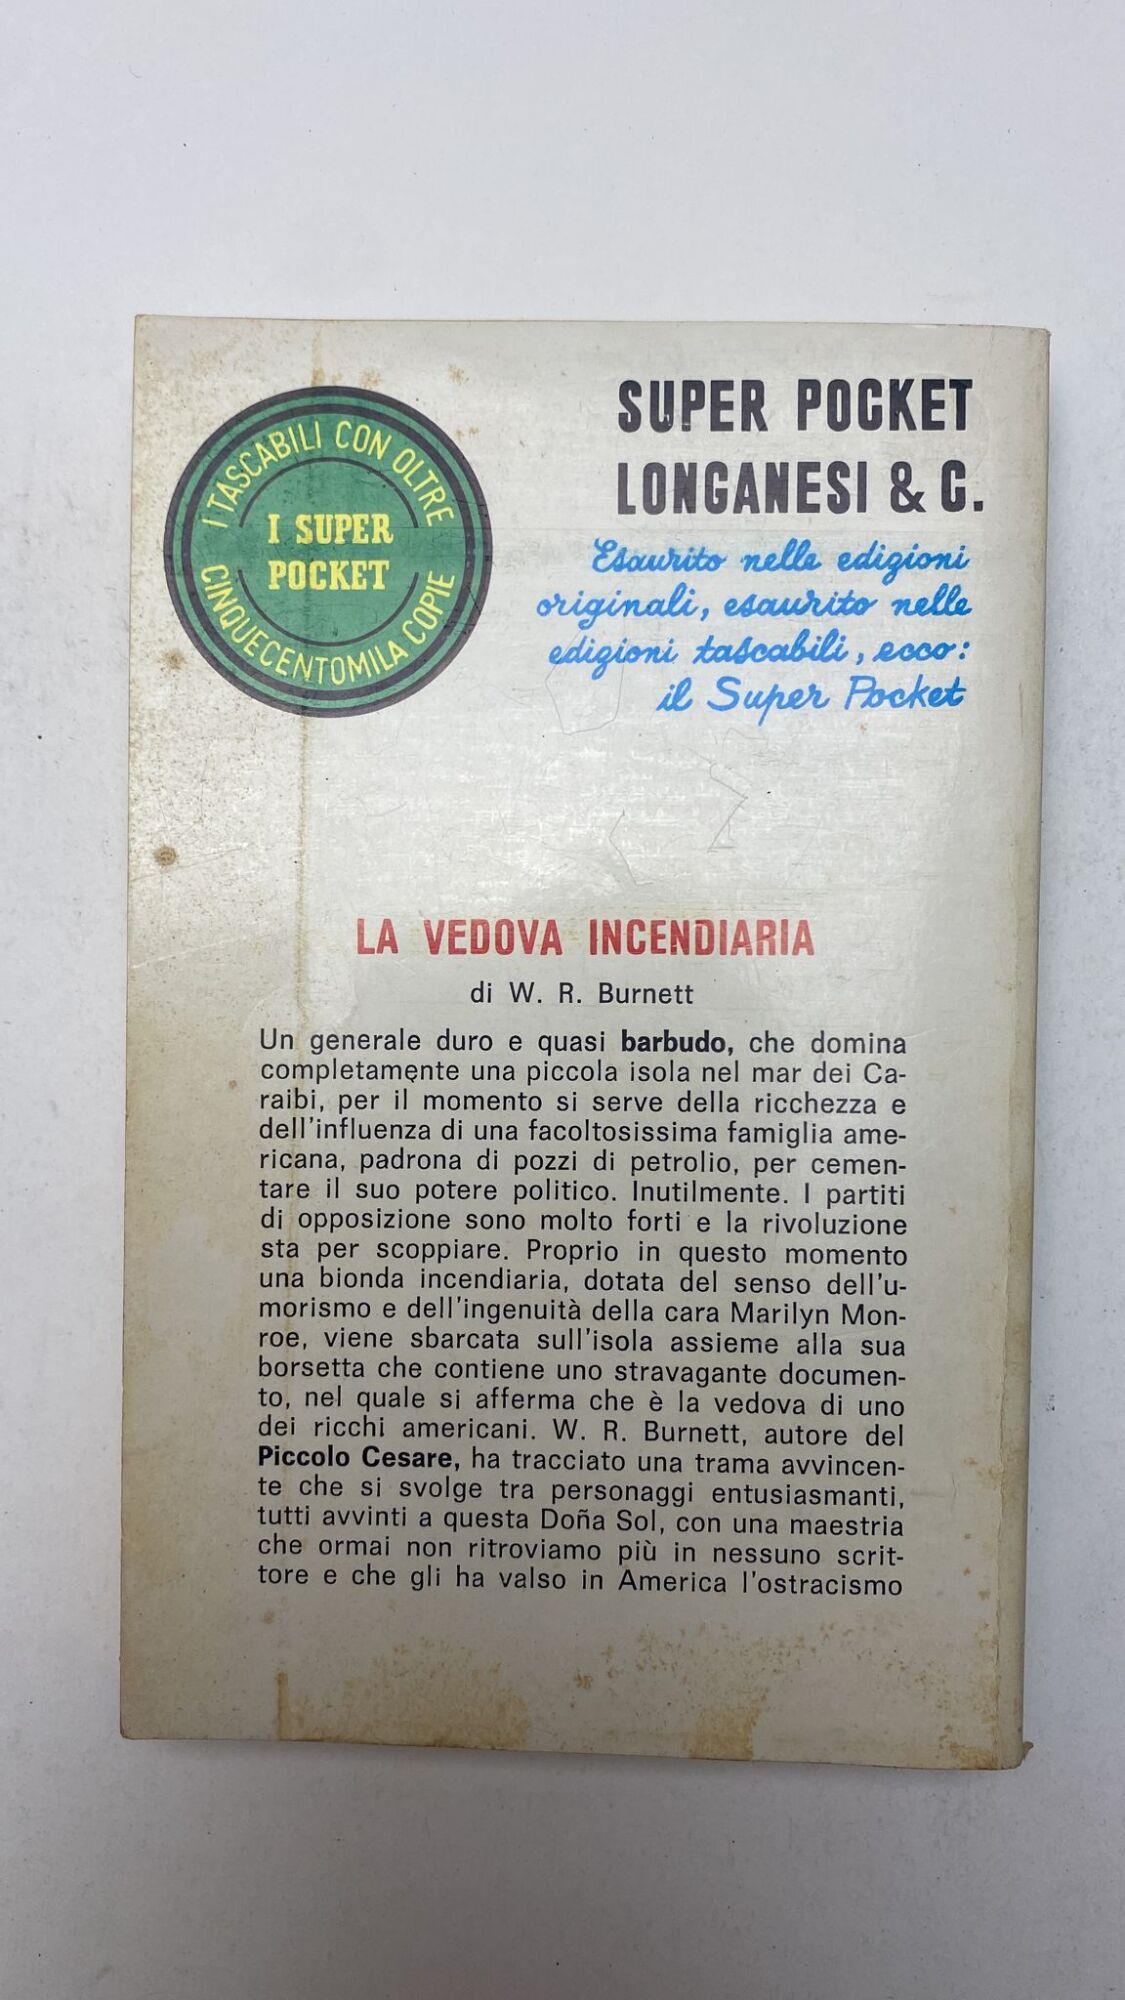 I TASCABILI CON OLTRE
I SUPER
POCKET
CINQUECENTOMILA COPIE
SUPER POCKET
LONGANESI & C.
Esaurito nelle edizioni
originali, esaurito nelle
edizioni tascabili, ecco:
il Super Pocket
LA VEDOVA INCENDIARIA
di W. R. Burnett
Un generale duro e quasi barbudo, che domina
completamente una piccola isola nel mar dei Ca-
raibi, per il momento si serve della ricchezza e
dell'influenza di una facoltosissima famiglia ame-
ricana, padrona di pozzi di petrolio, per cemen-
tare il suo potere politico. Inutilmente. I partiti
di opposizione sono molto forti e la rivoluzione
sta per scoppiare. Proprio in questo momento
una bionda incendiaria, dotata del senso dell'u-
morismo e dell'ingenuità della cara Marilyn Mon-
roe, viene sbarcata sull'isola assieme alla sua
borsetta che contiene uno stravagante documen-
to, nel quale si afferma che è la vedova di uno
dei ricchi americani. W. R. Burnett, autore del
Piccolo Cesare, ha tracciato una trama avvincen-
te che si svolge tra personaggi entusiasmanti,
tutti avvinti a questa Doña Sol, con una maestria
che ormai non ritroviamo più in nessuno scrit-
tore e che gli ha valso in America l'ostracismo